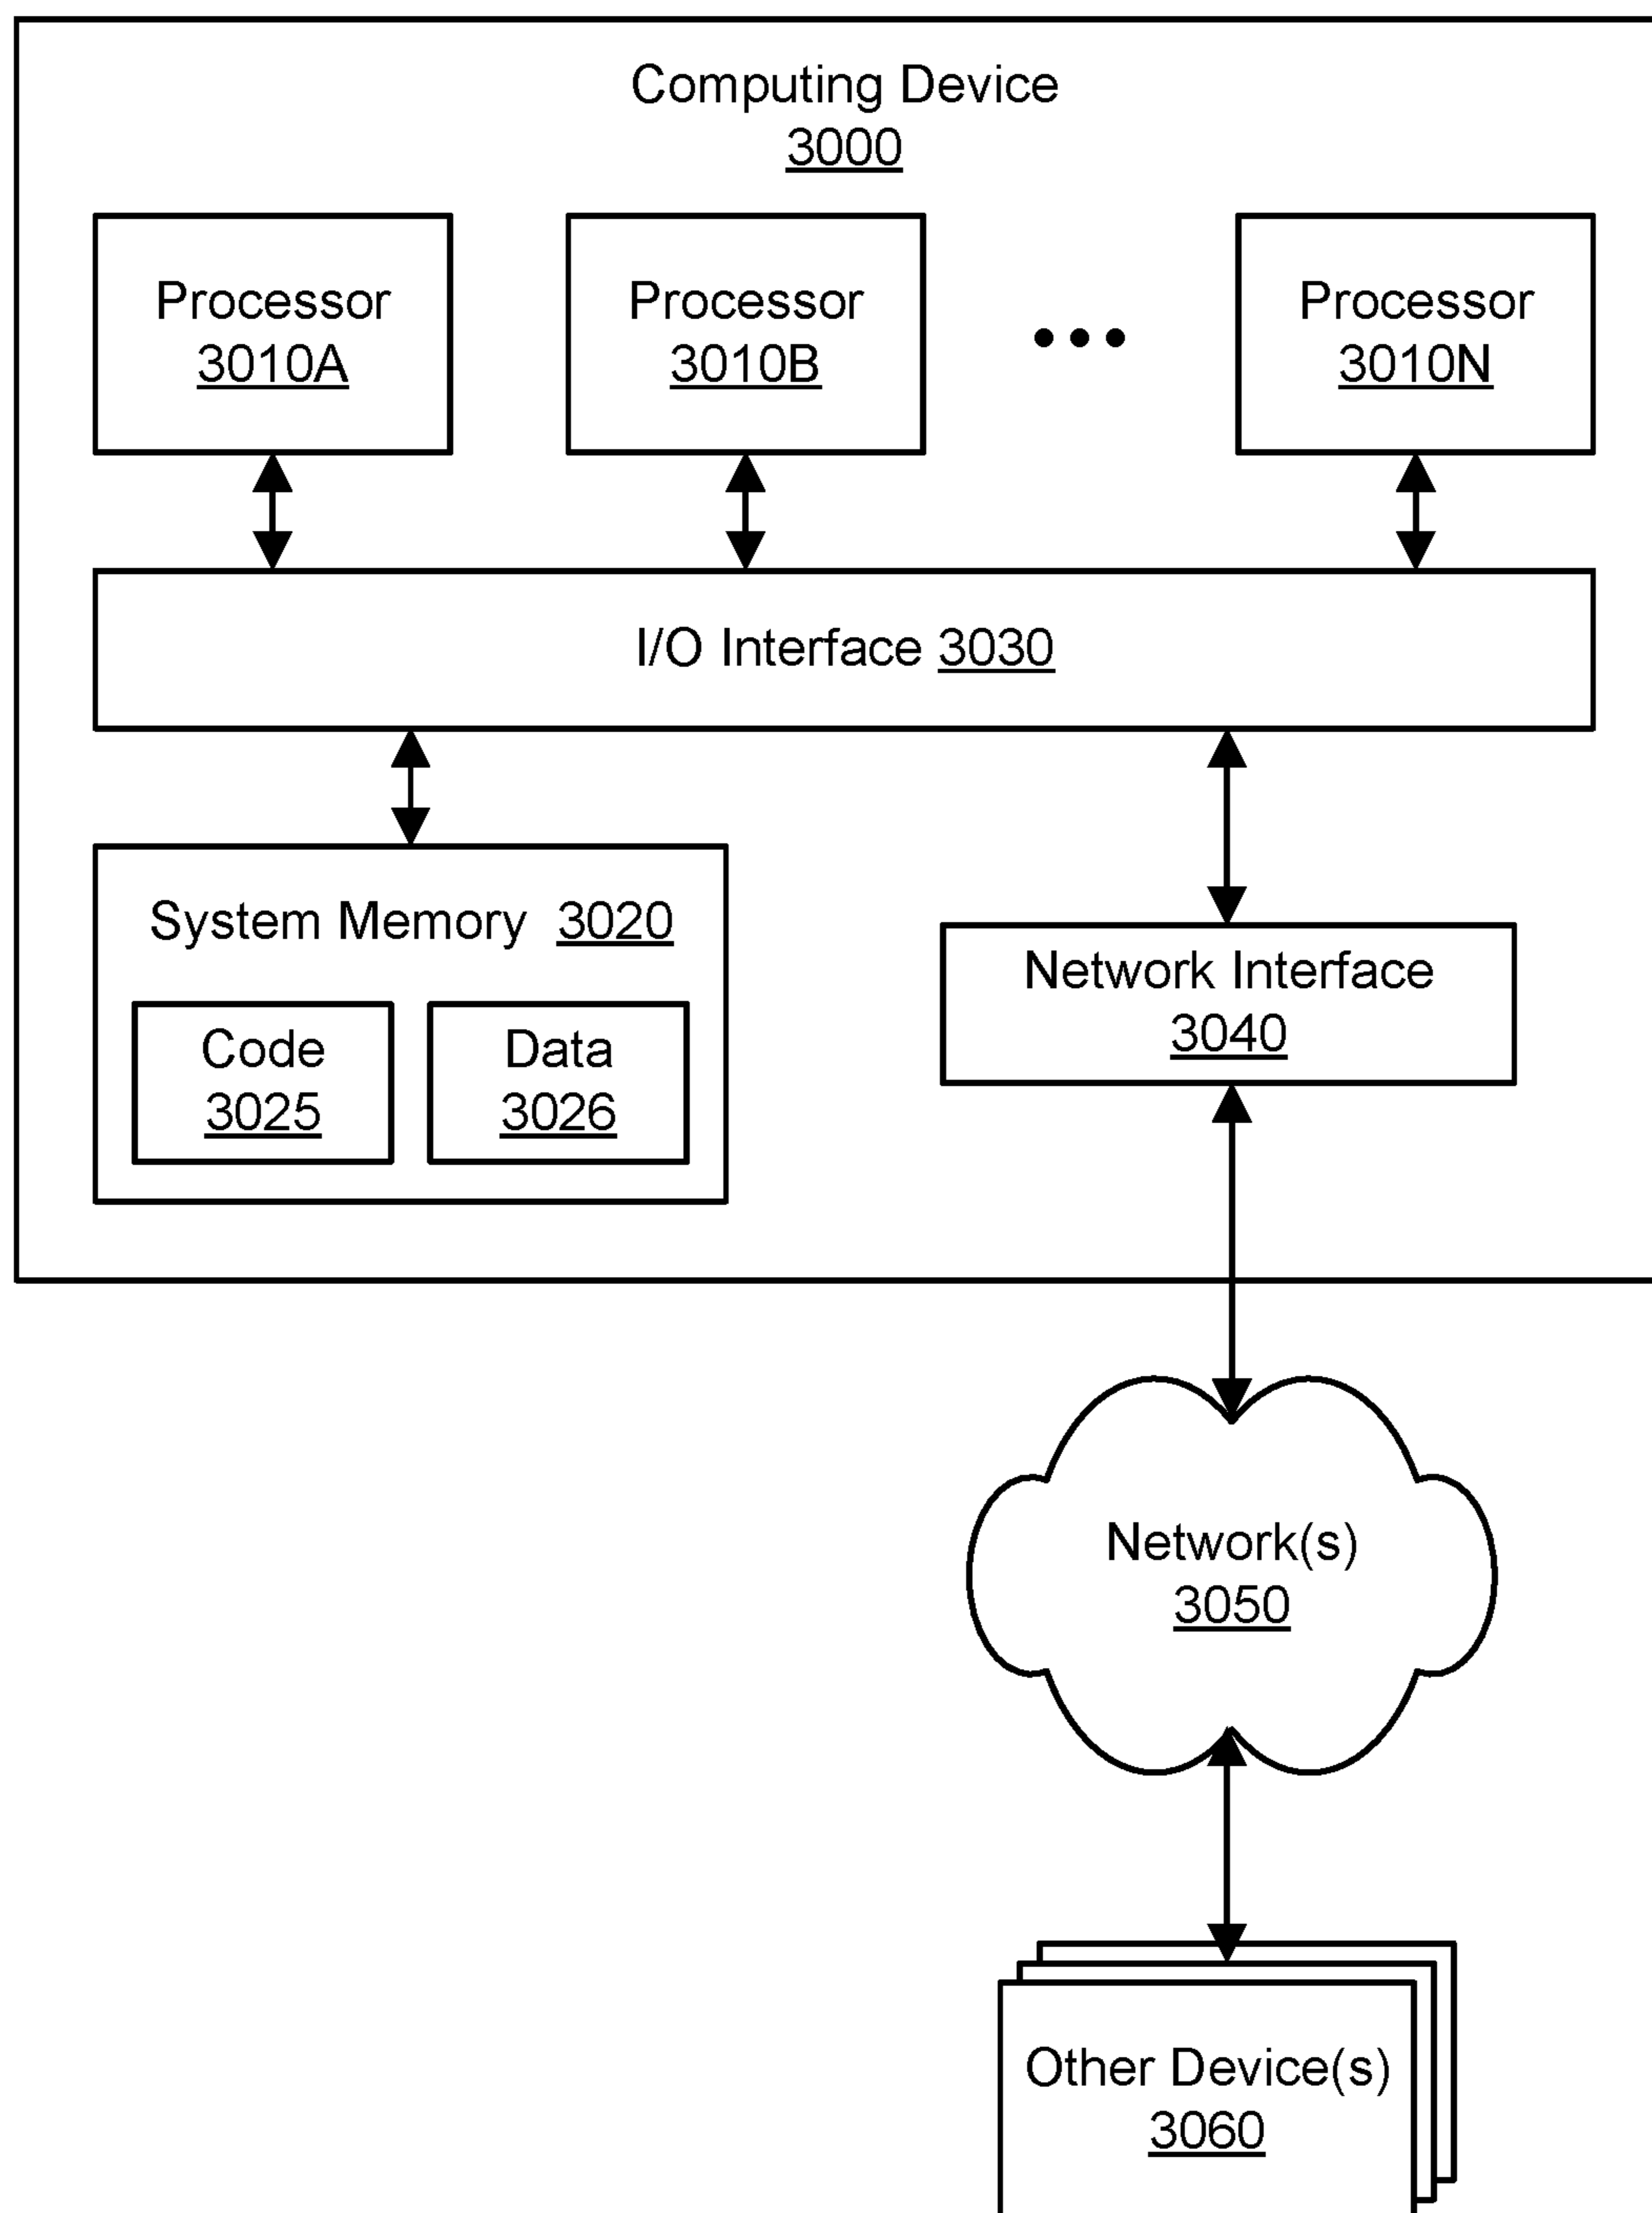 Computing Device
3000
Processor
3010A
Processor
3010B
Processor
3010N
I/O Interface 3030
System Memory 3020
Code
3025
Data
3026
Network Interface
3040
Network(s)
3050
Other Device(s)
3060